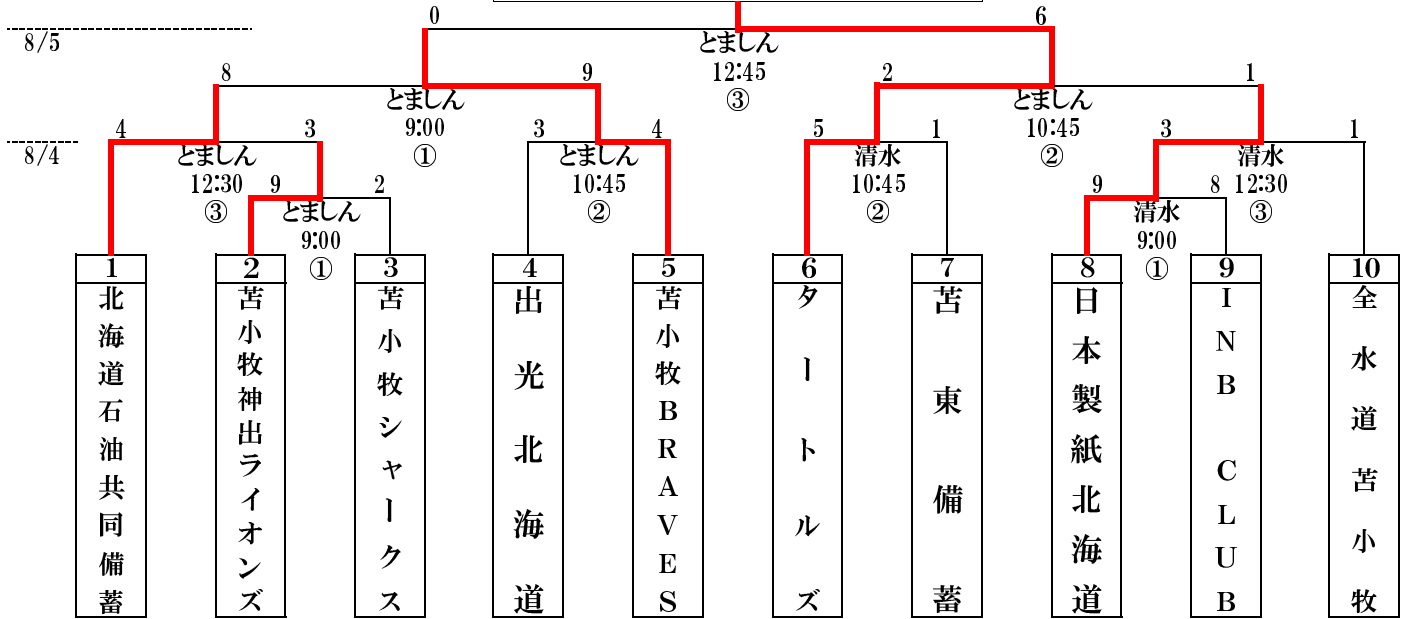 0 6
8/5
とましん
12:45
③
8 9 2 1
とましん
9:00
①
とましん
10:45
②
4 3 3 4 5 1 3 1
8/4
とましん
12:30
③
とましん
10:45
②
清水
10:45
②
清水
12:30
③
9 2 9 8
とましん
9:00
①
清水
9:00
①
1 2 3 4 5 6 7 8 9 10
北海道石油共同備蓄
苫小牧神出ライオンズ
苫小牧シャークス
出光北海道
苫小牧BRAVES
タートルズ
苫東備蓄
日本製紙北海道
INB CLUB
全水道苫小牧